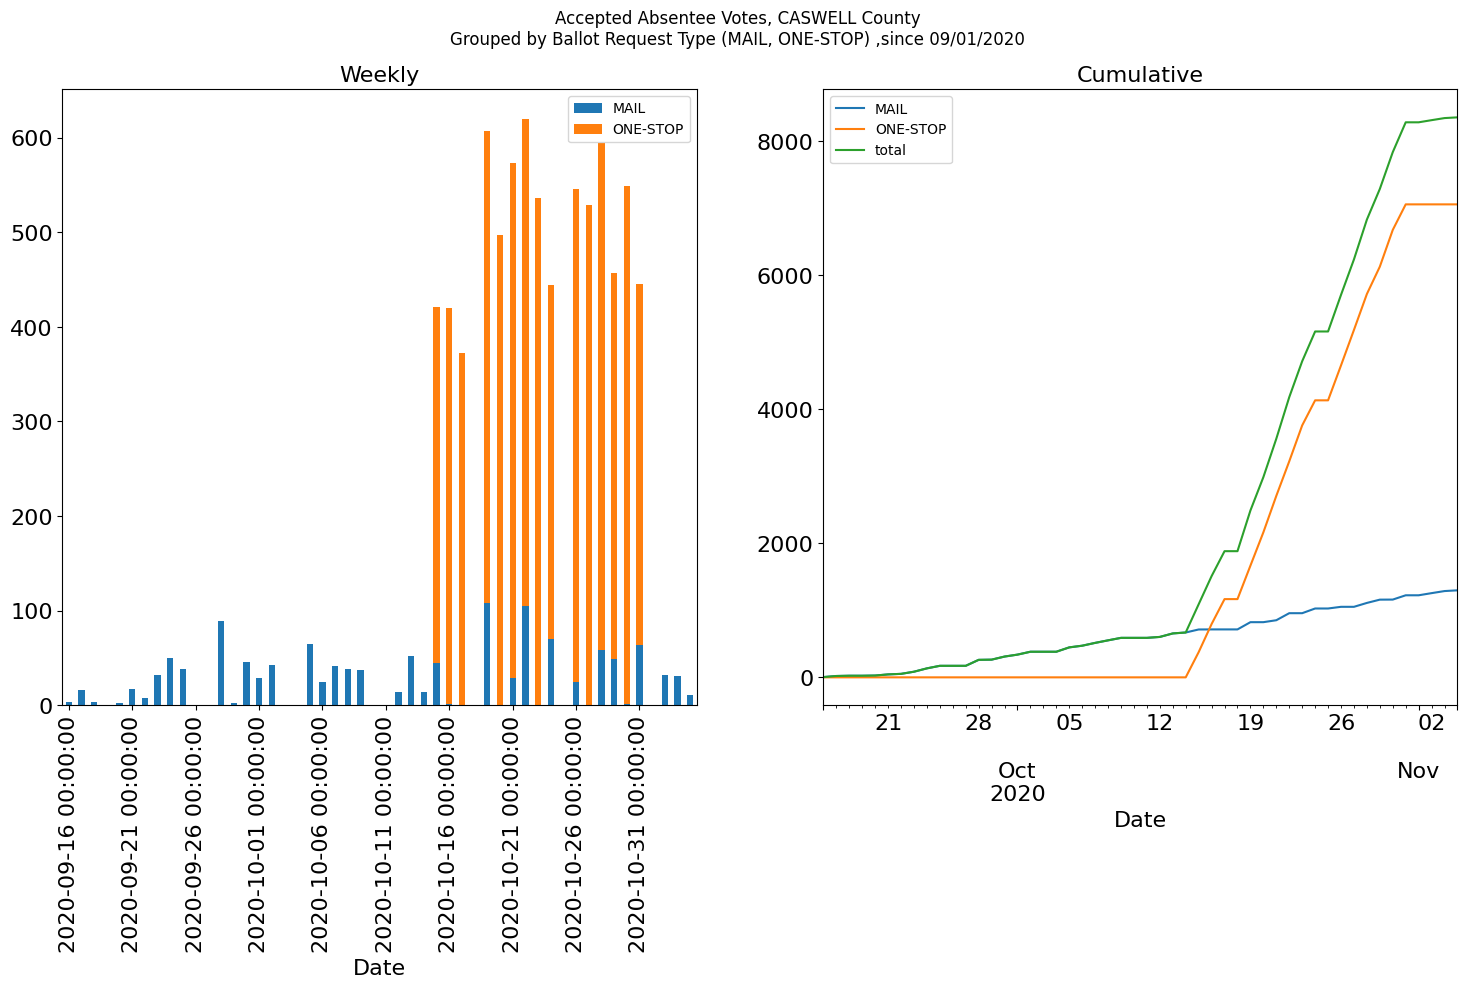 Accepted Absentee Votes, CASWELL County
Grouped by Ballot Request Type (MAIL, ONE-STOP) ,since 09/01/2020
Weekly
MAIL
ONE-STOP
600
500
400
300
200
100
0
2020-09-16 00:00:00
2020-09-21 00:00:00
2020-09-26 00:00:00
2020-10-01 00:00:00
2020-10-06 00:00:00
2020-10-11 00:00:00
2020-10-16 00:00:00
2020-10-21 00:00:00
2020-10-26 00:00:00
2020-10-31 00:00:00
Date
Cumulative
MAIL
ONE-STOP
total
8000
6000
4000
2000
0
21 28 05 12 19 26 02
Oct Nov
2020
Date